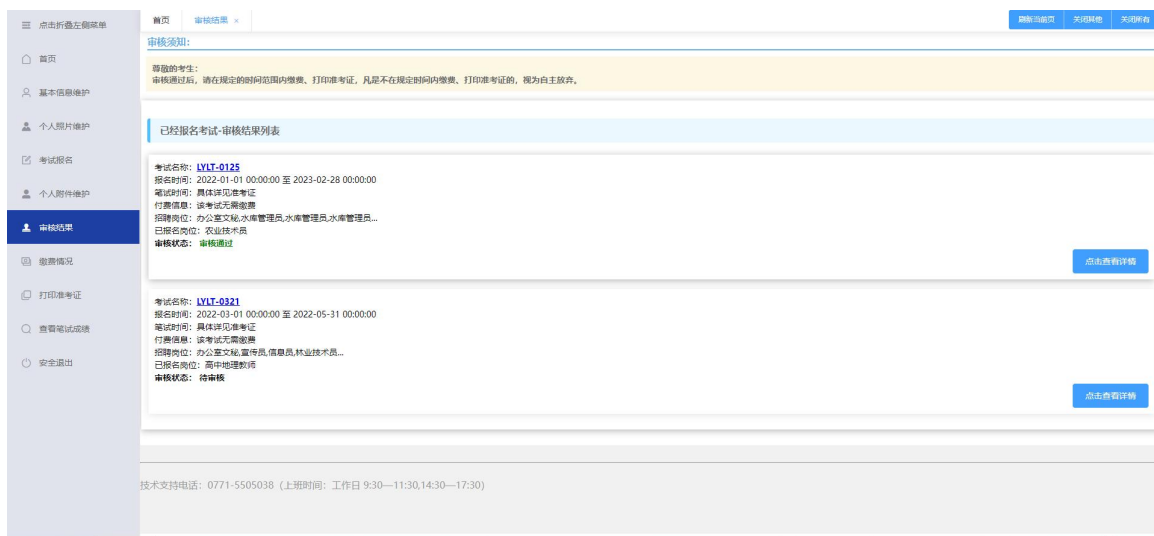 点击折叠左侧菜单
首页
基本信息维护
个人照片维护
考试报名
个人附件维护
审核结果
缴费情况
打印准考证
查看笔试成绩
安全退出
首页 审核结果 ×
刷新当前页 关闭其他 关闭所有
审核须知:
尊敬的考生:
审核通过后，请在规定的时间范围内缴费、打印准考证，凡是不在规定时间内缴费、打印准考证的，视为自主放弃。
已经报名考试-审核结果列表
考试名称: LYLT-0125
报名时间: 2022-01-01 00:00:00 至 2023-02-28 00:00:00
笔试时间: 具体详见准考证
付费信息: 该考试无需缴费
招聘岗位: 办公室文秘,水库管理员,水库管理员,水库管理员...
已报名岗位: 农业技术员
审核状态: 审核通过
点击查看详情
考试名称: LYLT-0321
报名时间: 2022-03-01 00:00:00 至 2022-05-31 00:00:00
笔试时间: 具体详见准考证
付费信息: 该考试无需缴费
招聘岗位: 办公室文秘,宣传员,信息员,林业技术员...
已报名岗位: 高中地理教师
审核状态: 待审核
点击查看详情
技术支持电话: 0771-5505038 (上班时间: 工作日 9:30—11:30,14:30—17:30)